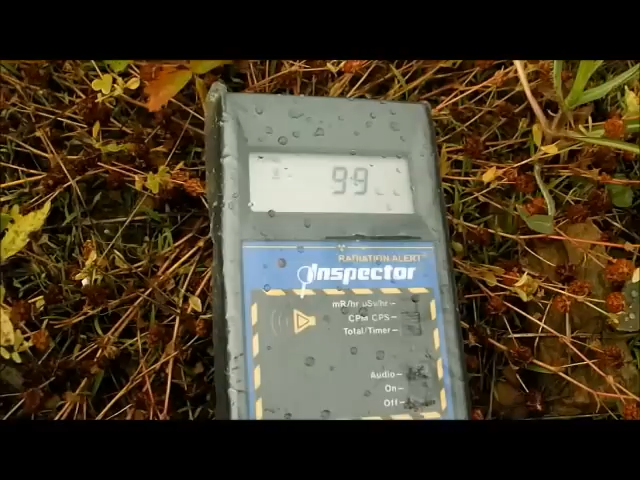 99
RADIATION ALERT
Inspector
mR/hr µSv/hr
CPM CPS
Total/Timer
Audio
On
Off